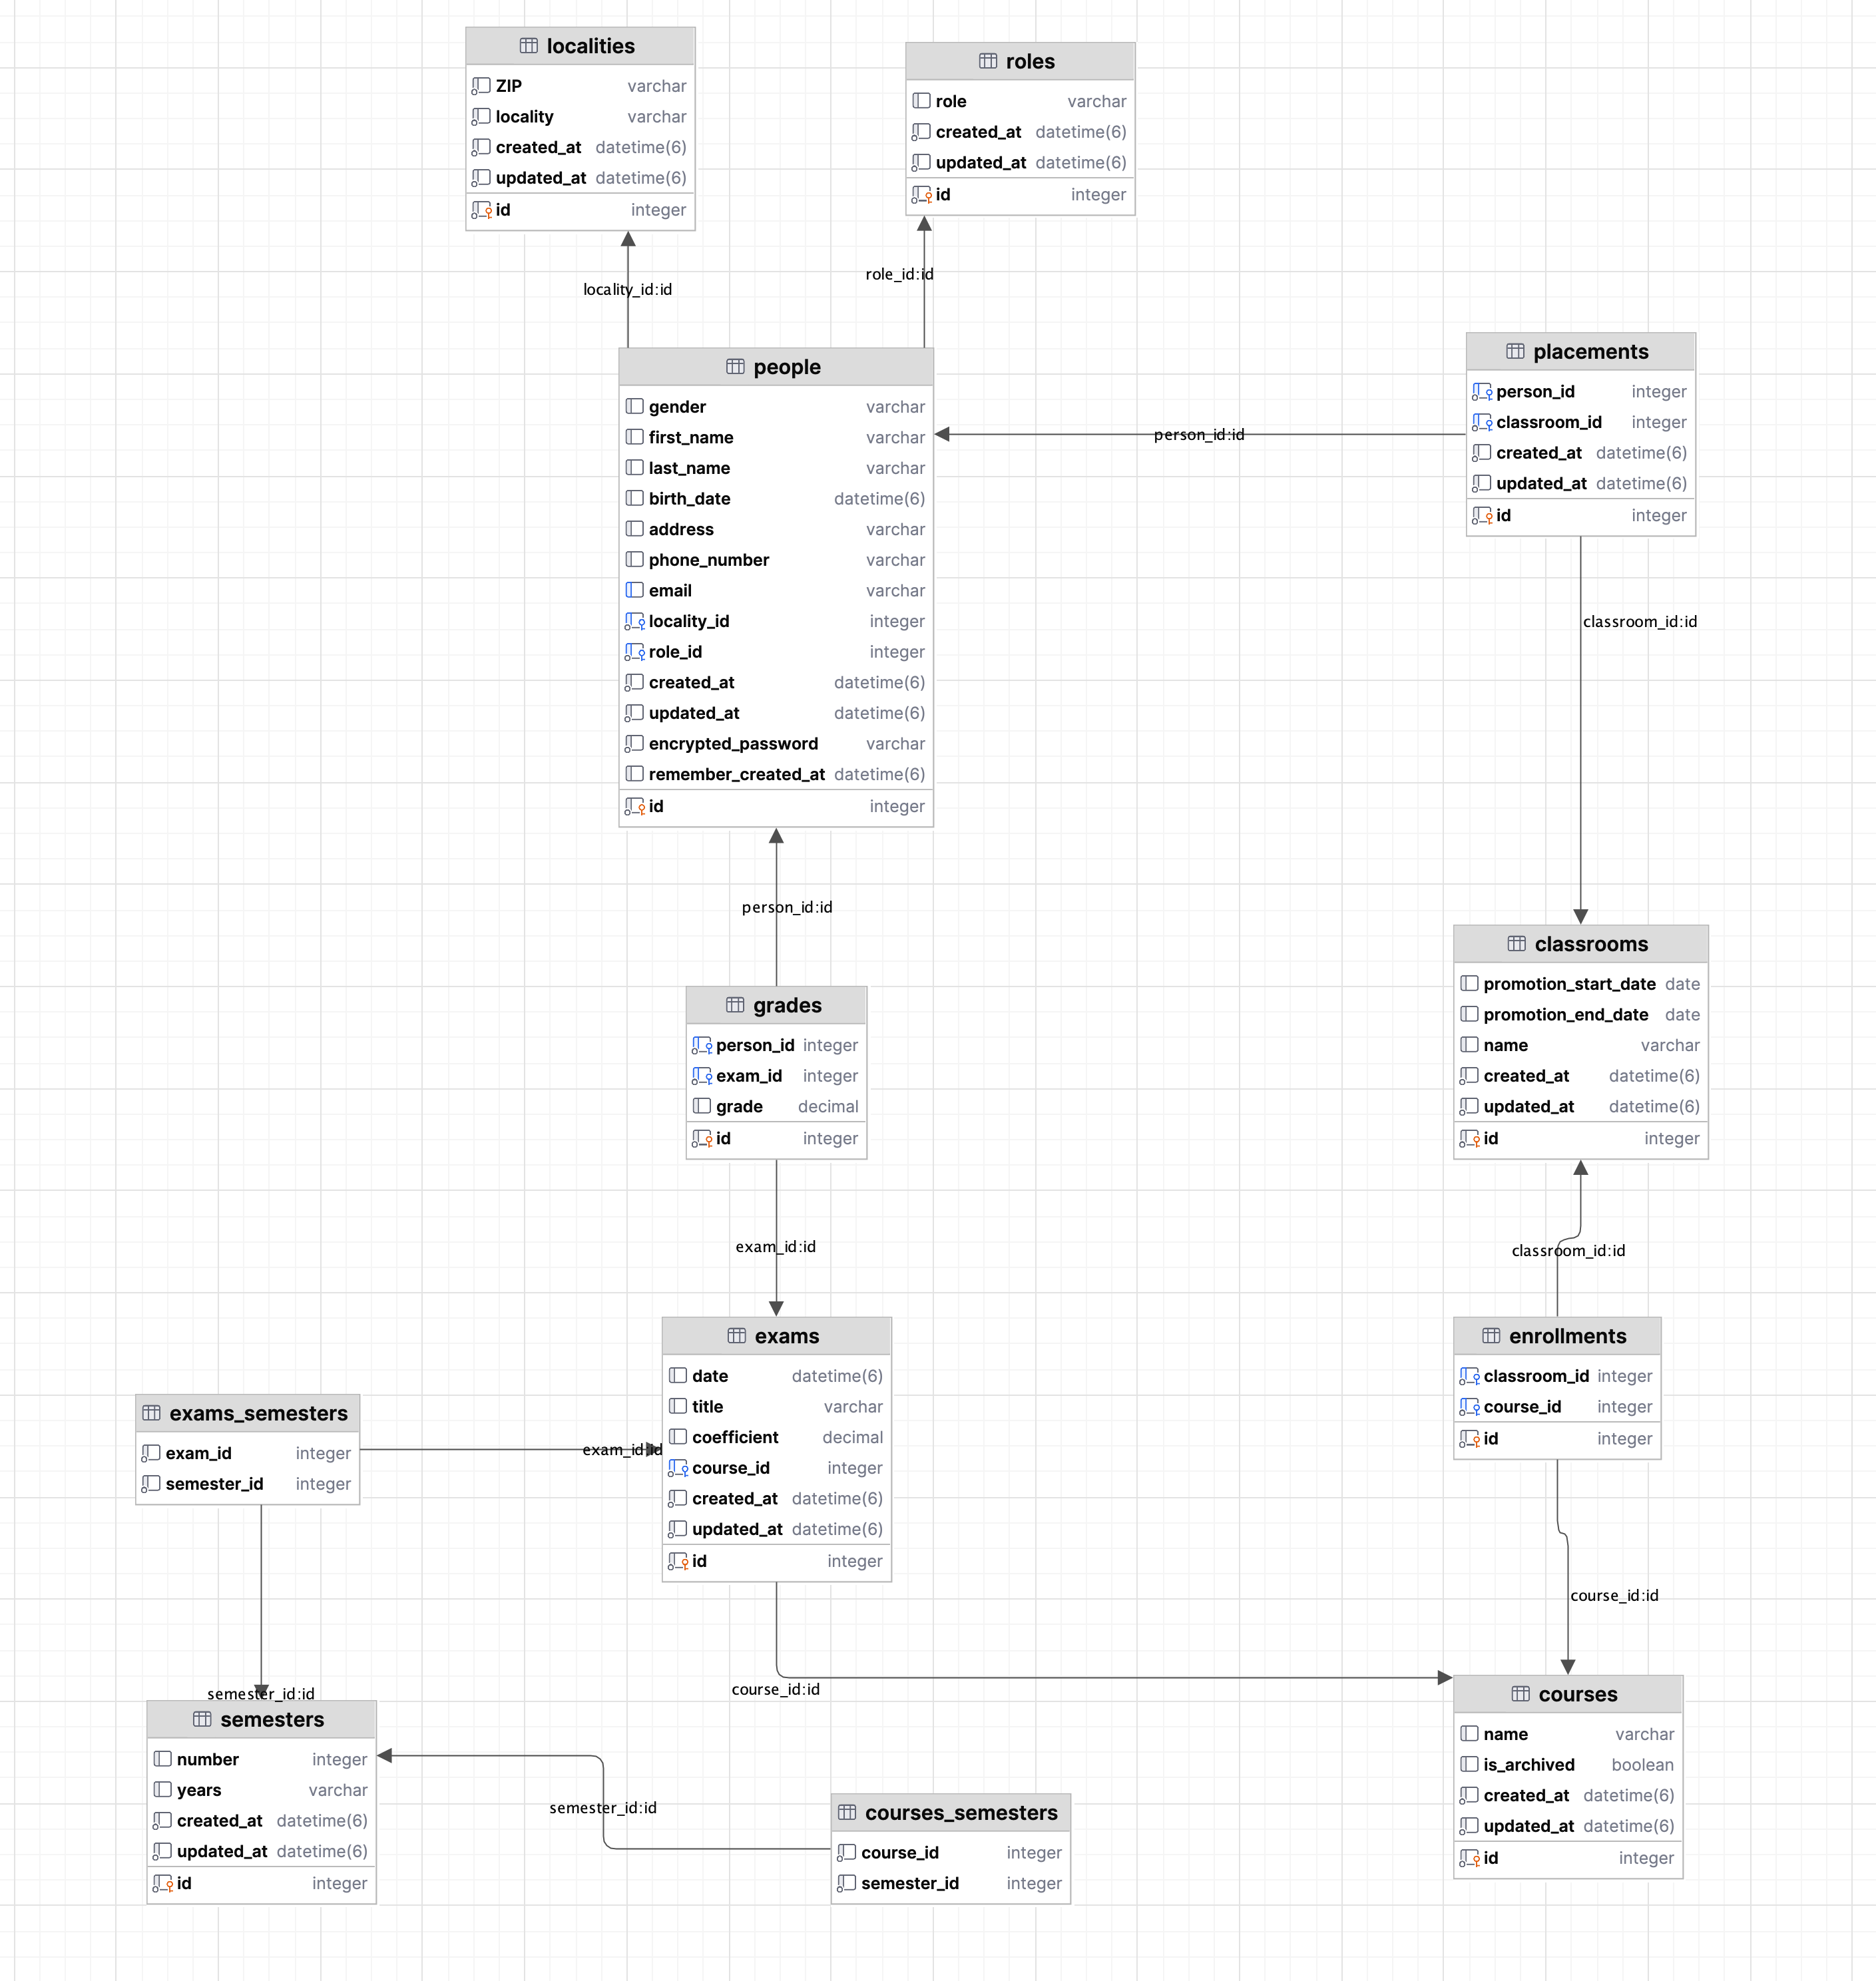 localities
ZIP varchar
locality varchar
created_at datetime(6)
updated_at datetime(6)
id integer
roles
role varchar
created_at datetime(6)
updated_at datetime(6)
id integer
locality_id:id
role_id:id
people
gender varchar
first_name varchar
last_name varchar
birth_date datetime(6)
address varchar
phone_number varchar
email varchar
locality_id integer
role_id integer
created_at datetime(6)
updated_at datetime(6)
encrypted_password varchar
remember_created_at datetime(6)
id integer
person_id:id
placements
person_id integer
classroom_id integer
created_at datetime(6)
updated_at datetime(6)
id integer
classroom_id:id
person_id:id
classrooms
promotion_start_date date
promotion_end_date date
name varchar
created_at datetime(6)
updated_at datetime(6)
id integer
grades
person_id integer
exam_id integer
grade decimal
id integer
exam_id:id
classroom_id:id
exams
date datetime(6)
title varchar
coefficient decimal
course_id integer
created_at datetime(6)
updated_at datetime(6)
id integer
enrollments
classroom_id integer
course_id integer
id integer
exams_semesters
exam_id integer
semester_id integer
exam_id:id
course_id:id
semester_id:id
course_id:id
semesters
number integer
years varchar
created_at datetime(6)
updated_at datetime(6)
id integer
semester_id:id
courses_semesters
course_id integer
semester_id integer
courses
name varchar
is_archived boolean
created_at datetime(6)
updated_at datetime(6)
id integer